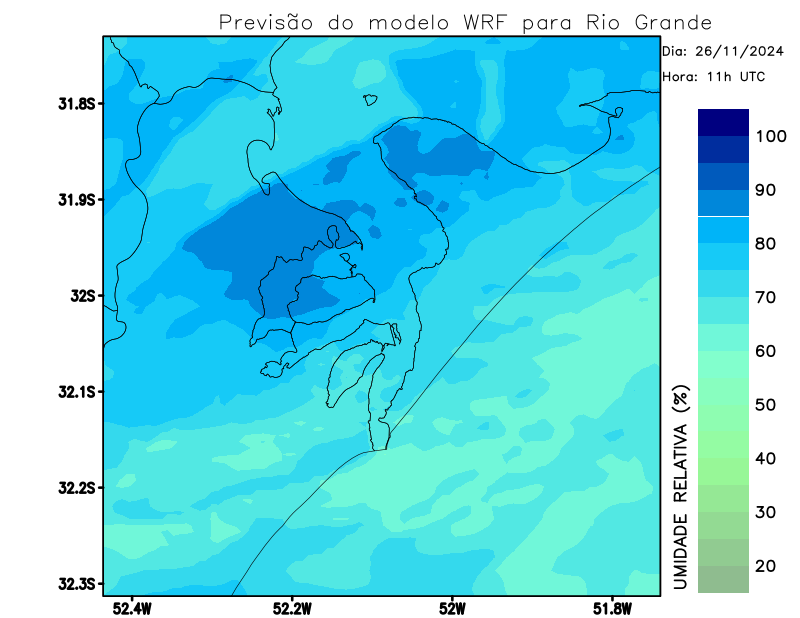 Previsão do modelo WRF para Rio Grande
Dia: 26/11/2024
Hora: 11h UTC
31.8S
31.9S
32S
32.1S
32.2S
32.3S
52.4W
52.2W
52W
51.8W
100
90
80
70
60
50
40
30
20
UMIDADE RELATIVA (%)